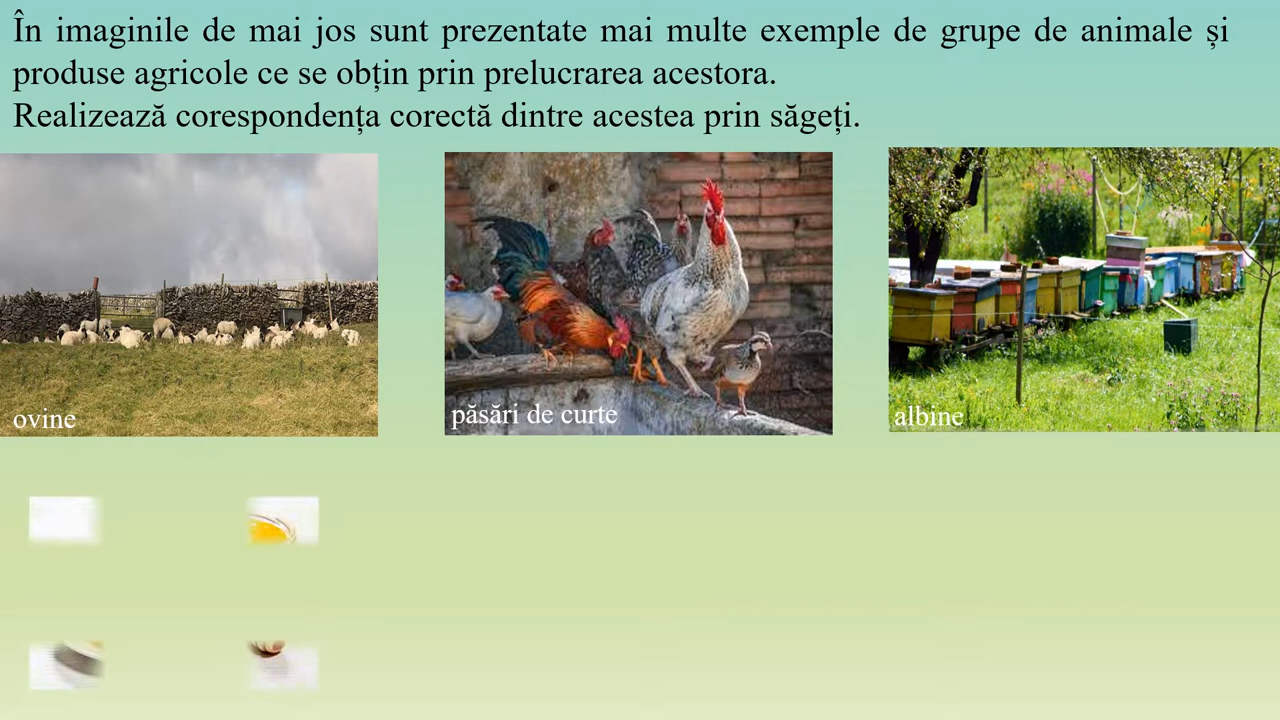 În imaginile de mai jos sunt prezentate mai multe exemple de grupe de animale și
produse agricole ce se obțin prin prelucrarea acestora.
Realizează corespondența corectă dintre acestea prin săgeți.
ovine
păsări de curte
albine